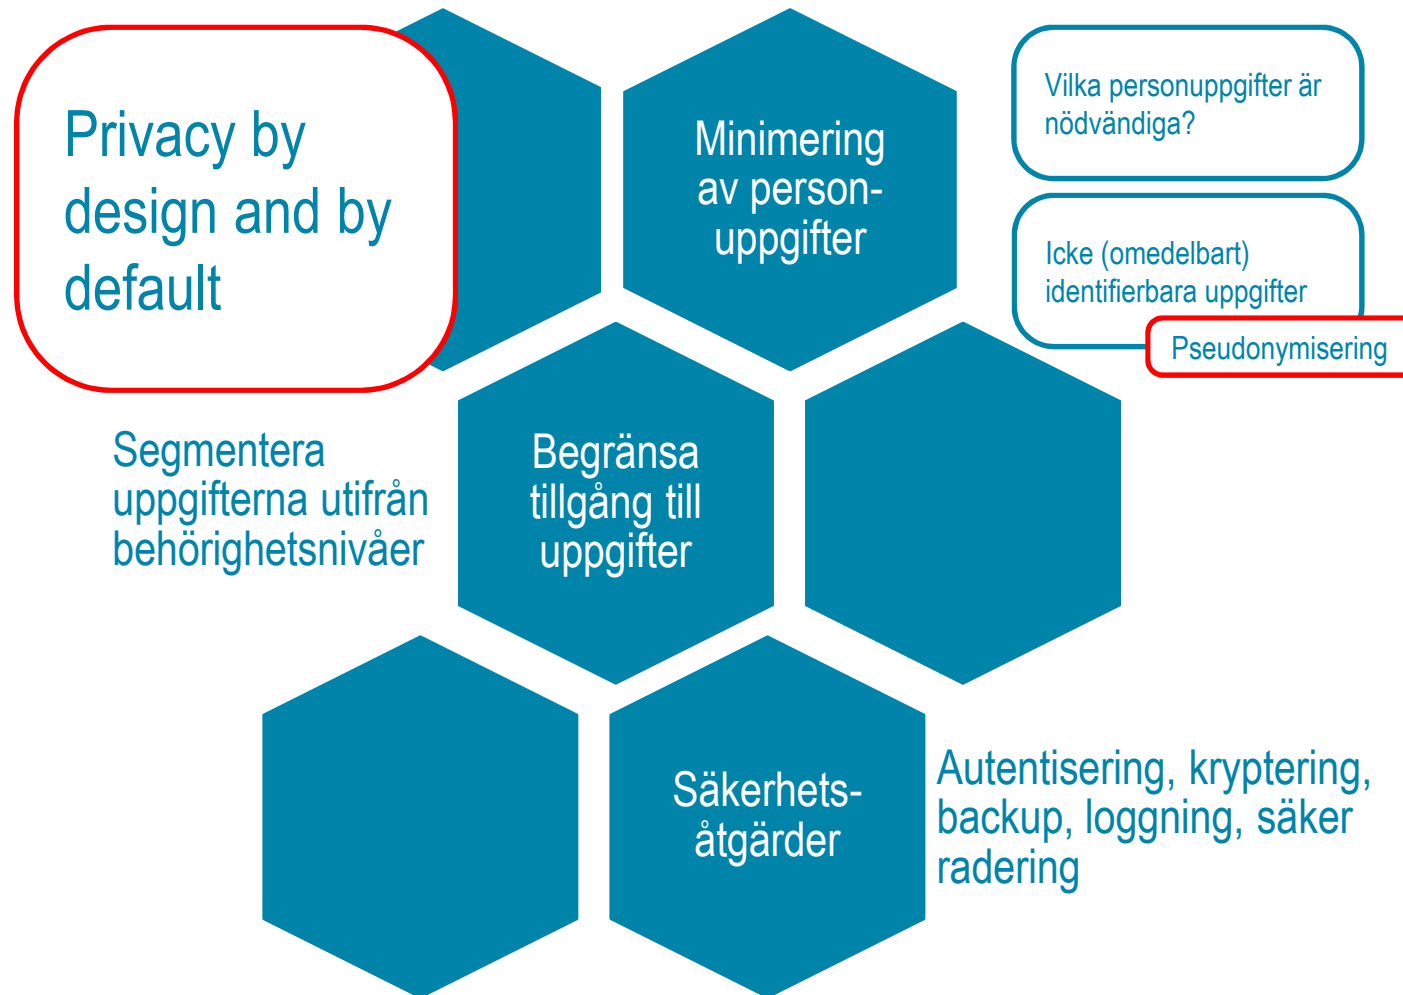 Privacy by
design and by
default
Minimering
av person-
uppgifter
Vilka personuppgifter är
nödvändiga?
Icke (omedelbart)
identifierbara uppgifter
Pseudonymisering
Segmentera
uppgifterna utifrån
behörighetsnivåer
Begränsa
tillgång till
uppgifter
Säkerhets-
åtgärder
Autentisering, kryptering,
backup, loggning, säker
radering